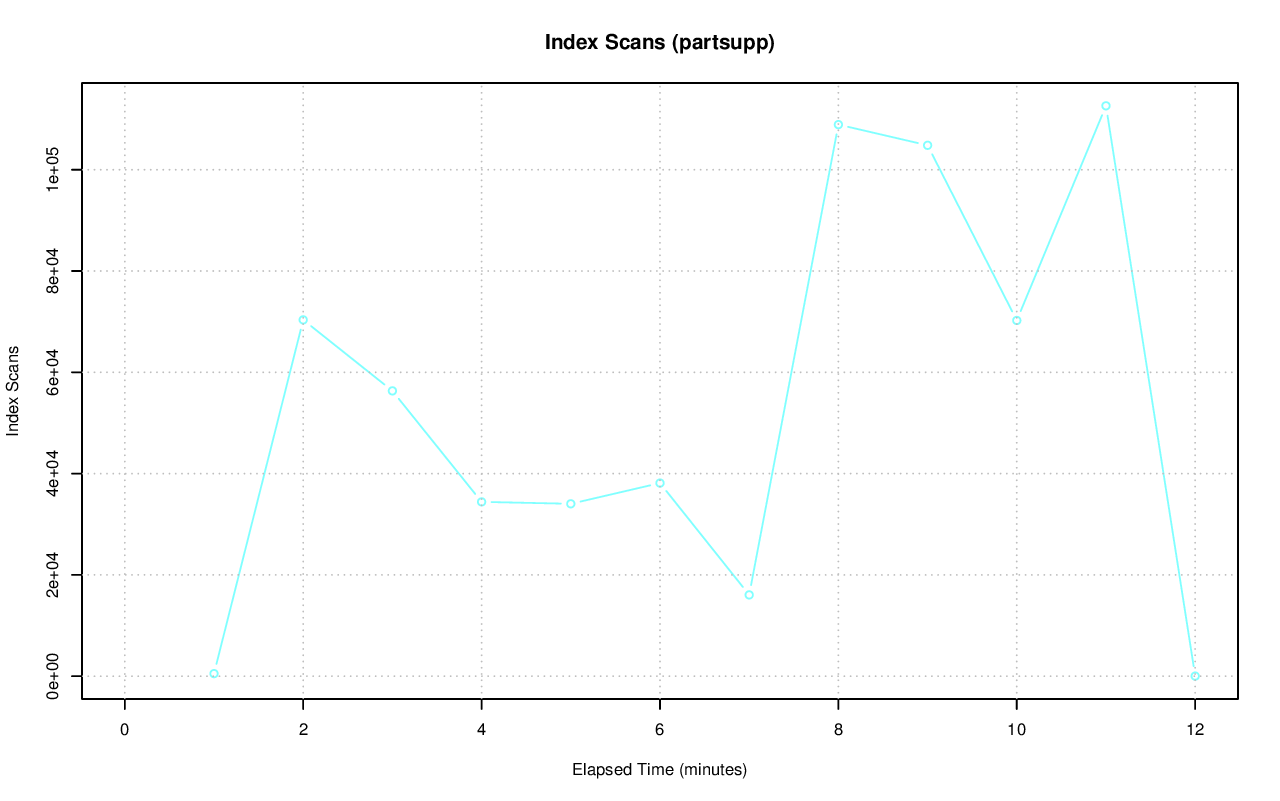 Index Scans (partsupp)
Index Scans
1e+05
8e+04
6e+04
4e+04
2e+04
0e+00
0 2 4 6 8 10 12
Elapsed Time (minutes)